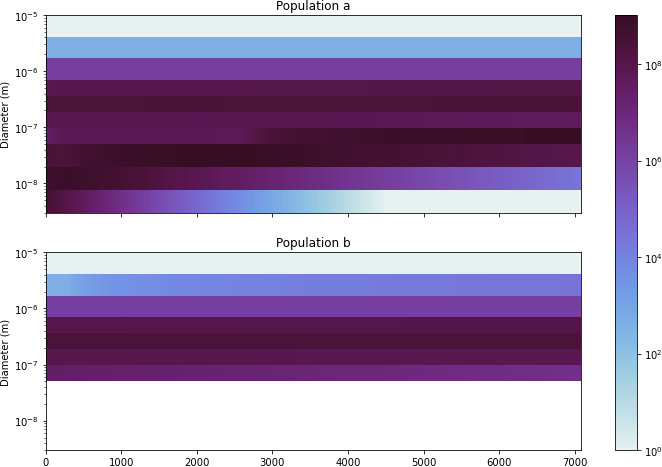 Population a
10⁻⁵
10⁻⁶
10⁻⁷
10⁻⁸
Diameter (m)
Population b
10⁻⁵
10⁻⁶
10⁻⁷
10⁻⁸
Diameter (m)
0 1000 2000 3000 4000 5000 6000 7000
10⁸
10⁶
10⁴
10²
10⁰